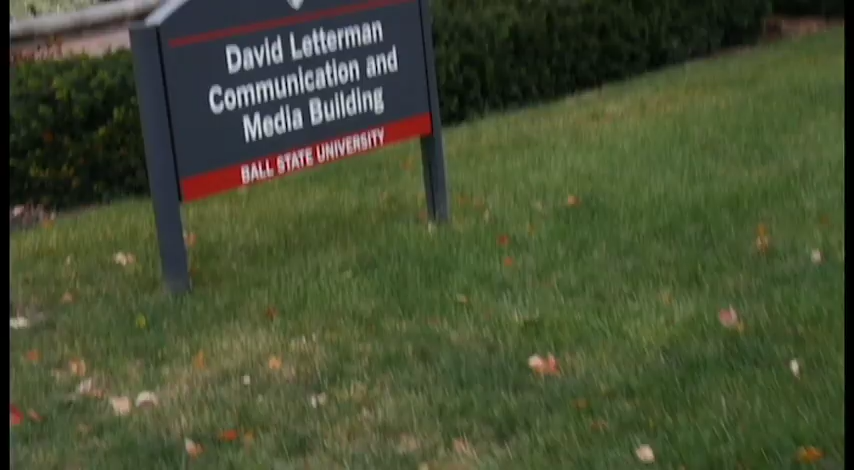 David Letterman
Communication and
Media Building
BALL STATE UNIVERSITY